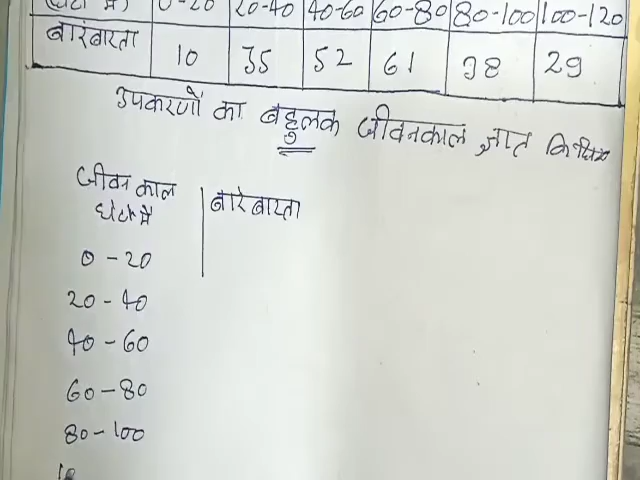 घंटो में) 0-20 20-40 40-60 60-80 80-100 100-120
बारंबारता 10 35 52 61 38 29
उपकरणों का बहुलक जीवनकाल ज्ञात किजिए
जीवन काल बारंबारता
घंटों में
0-20
20-40
40-60
60-80
80-100
10